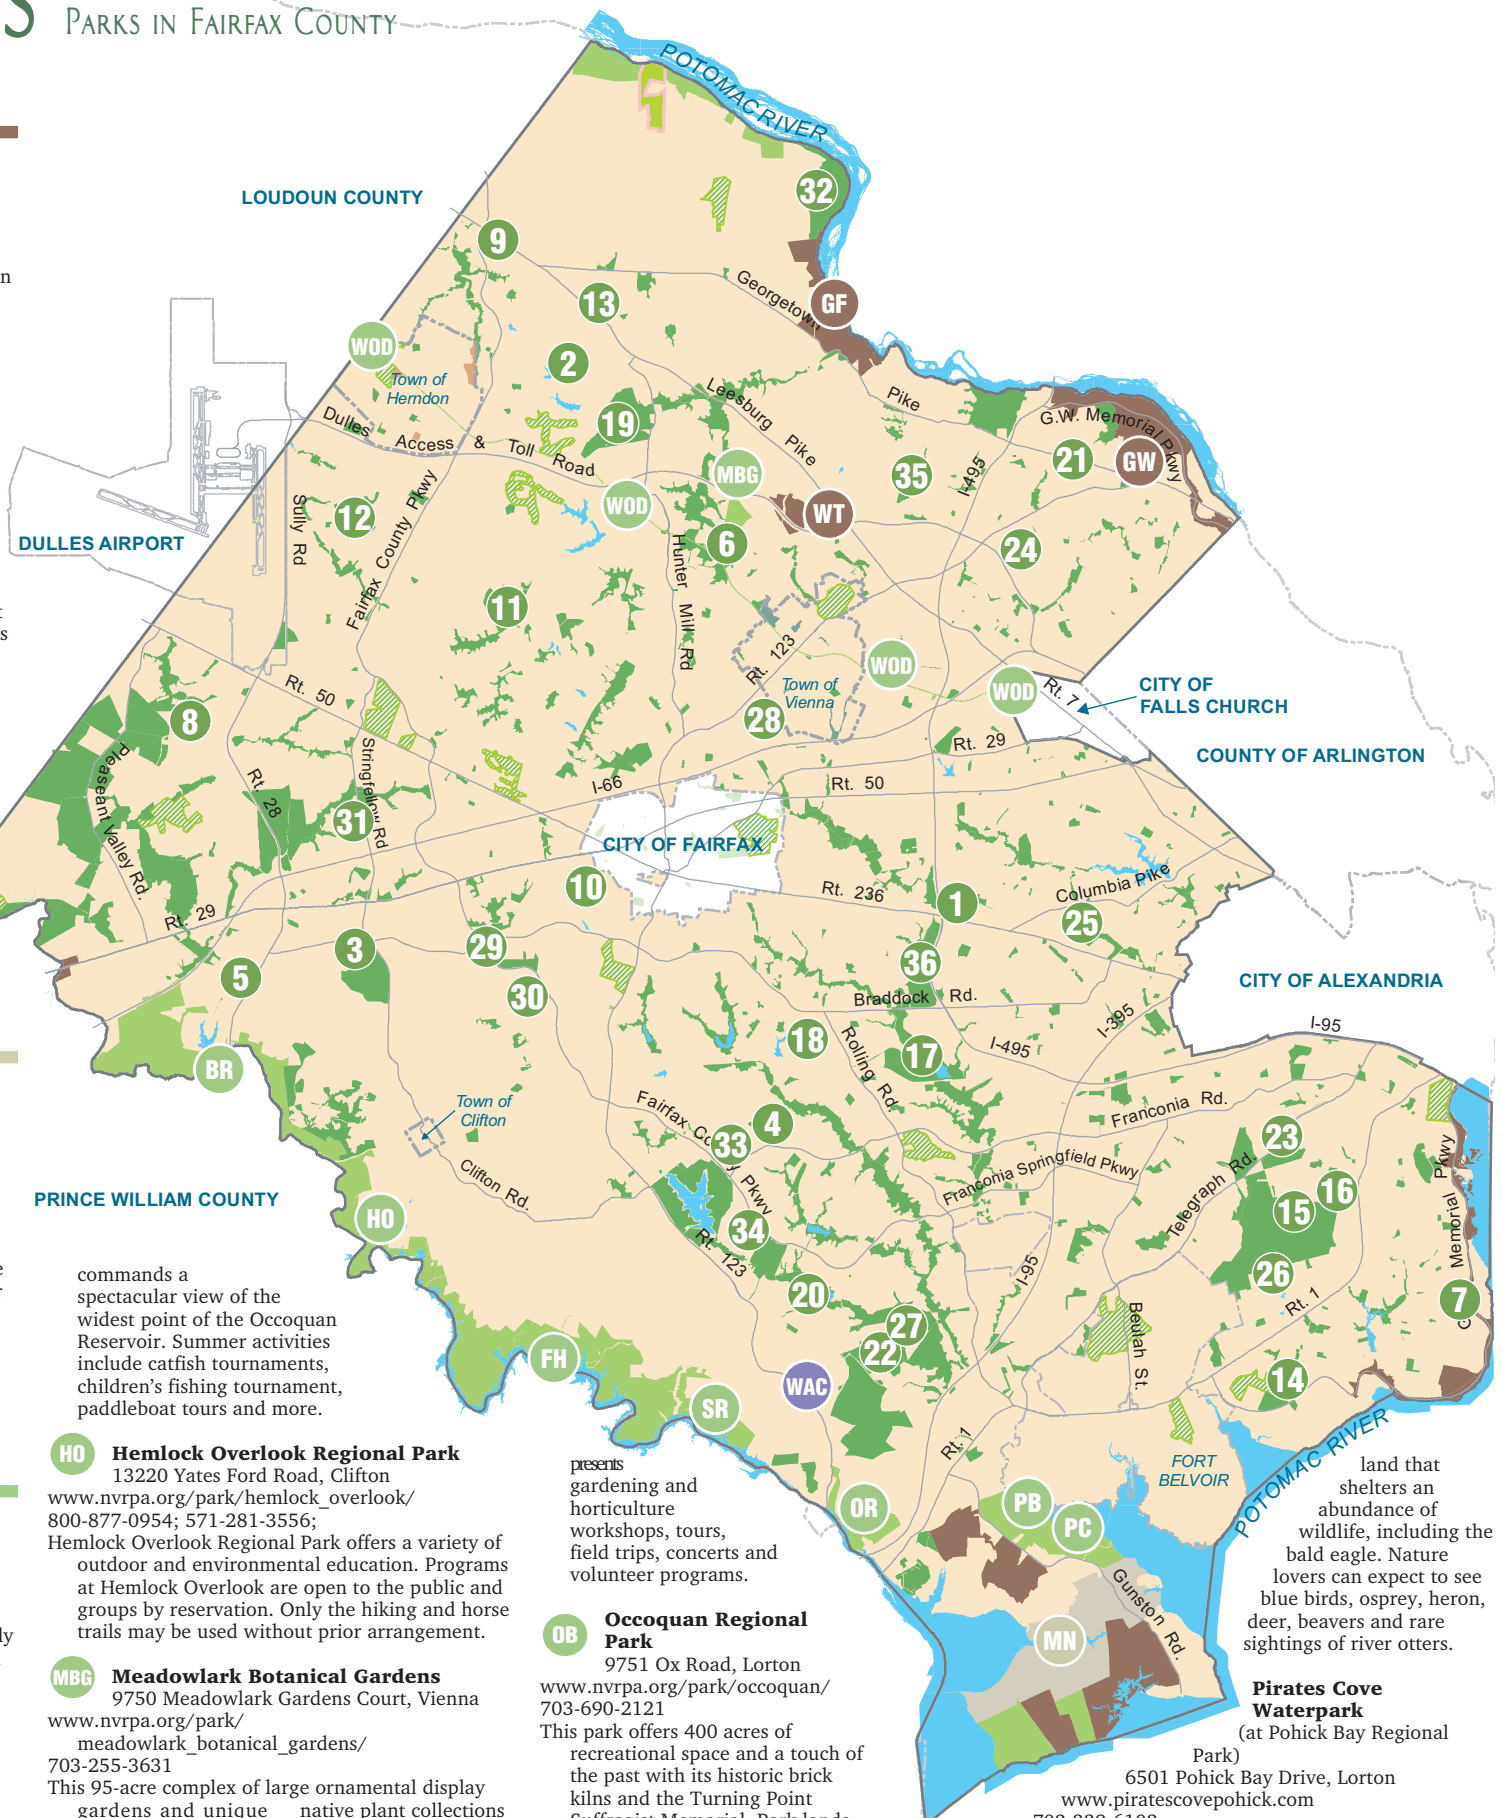 S PARKS IN FAIRFAX COUNTY
POTOMAC RIVER
LOUDOUN COUNTY
32
9
n
Georgetown
13
GF
WOD
2
Town of
Herndon
Leesburg Pike
Pike
G.W. Memorial Pkwy
Dulles Access & Toll Road
19
MBG
35
I-495
21
GW
WOD
WT
Sully Rd
12
Fairfax County Pkwy
DULLES AIRPORT
6
Hunter Mill Rd
24
11
t
s
Rt. 123
WOD
Rt. 50
Town of
Vienna
WOD
Rt. 7
CITY OF
FALLS CHURCH
8
28
Rt. 29
COUNTY OF ARLINGTON
Pleaseant Valley Rd.
Rt. 28
Stringfellow Rd
I-66
Rt. 50
31
CITY OF FAIRFAX
10
Rt. 236
1
Columbia Pike
25
Rt. 29
3
29
36
5
30
Braddock Rd.
CITY OF ALEXANDRIA
I-395
I-95
18
Rolling Rd.
17
I-495
BR
Town of
Clifton
Fairfax Co y Pkwy
4
33
Franconia Rd.
23
Clifton Rd.
Franconia Springfield Pkwy
Telegraph Rd.
PRINCE WILLIAM COUNTY
HO
16
15
34
Rt. 123
G Memorial Pkwy
I-95
26
20
Rt. 1
7
27
22
Beulah St.
FH
WAC
14
SR
Rt.1
FORT
BELVOIR
POTOMAC RIVER
OR
PB
PC
Gunston Rd.
MN
e
r
commands a
spectacular view of the
widest point of the Occoquan
Reservoir. Summer activities
include catfish tournaments,
children's fishing tournament,
paddleboat tours and more.
HO Hemlock Overlook Regional Park
13220 Yates Ford Road, Clifton
www.nvrpa.org/park/hemlock_overlook/
800-877-0954; 571-281-3556;
Hemlock Overlook Regional Park offers a variety of
outdoor and environmental education. Programs
at Hemlock Overlook are open to the public and
groups by reservation. Only the hiking and horse
trails may be used without prior arrangement.
ly
MBG Meadowlark Botanical Gardens
9750 Meadowlark Gardens Court, Vienna
www.nvrpa.org/park/
meadowlark_botanical_gardens/
703-255-3631
This 95-acre complex of large ornamental display
gardens and unique native plant collections
presents
gardening and
horticulture
workshops, tours,
field trips, concerts and
volunteer programs.
OB Occoquan Regional
Park
9751 Ox Road, Lorton
www.nvrpa.org/park/occoquan/
703-690-2121
This park offers 400 acres of
recreational space and a touch of
the past with its historic brick
kilns and the Turning Point
Suffragist Memorial. Park lands
land that
shelters an
abundance of
wildlife, including the
bald eagle. Nature
lovers can expect to see
blue birds, osprey, heron,
deer, beavers and rare
sightings of river otters.
Pirates Cove
Waterpark
(at Pohick Bay Regional
Park)
6501 Pohick Bay Drive, Lorton
www.piratescovepohick.com
703-339-6102